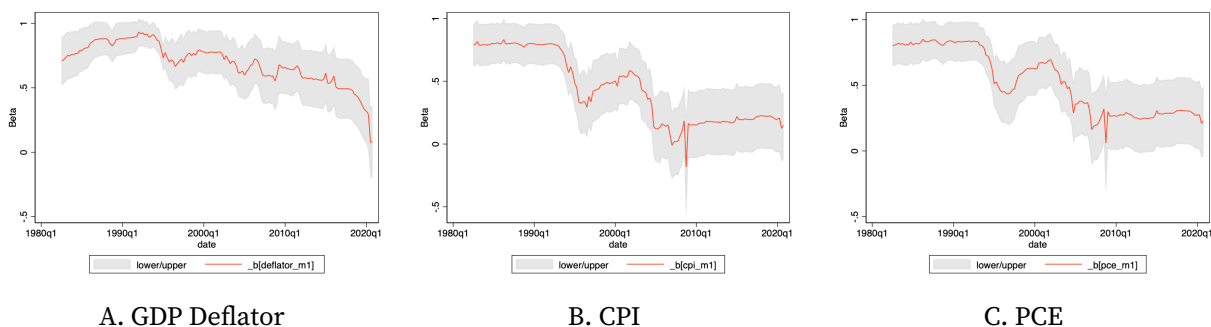 Beta
1
.5
0
-.5
1980q1 1990q1 2000q1 2010q1 2020q1
date
lower/upper _b[deflator_m1]
A. GDP Deflator
Beta
1
.5
0
-.5
1980q1 1990q1 2000q1 2010q1 2020q1
date
lower/upper _b[cpi_m1]
B. CPI
Beta
1
.5
0
-.5
1980q1 1990q1 2000q1 2010q1 2020q1
date
lower/upper _b[pce_m1]
C. PCE